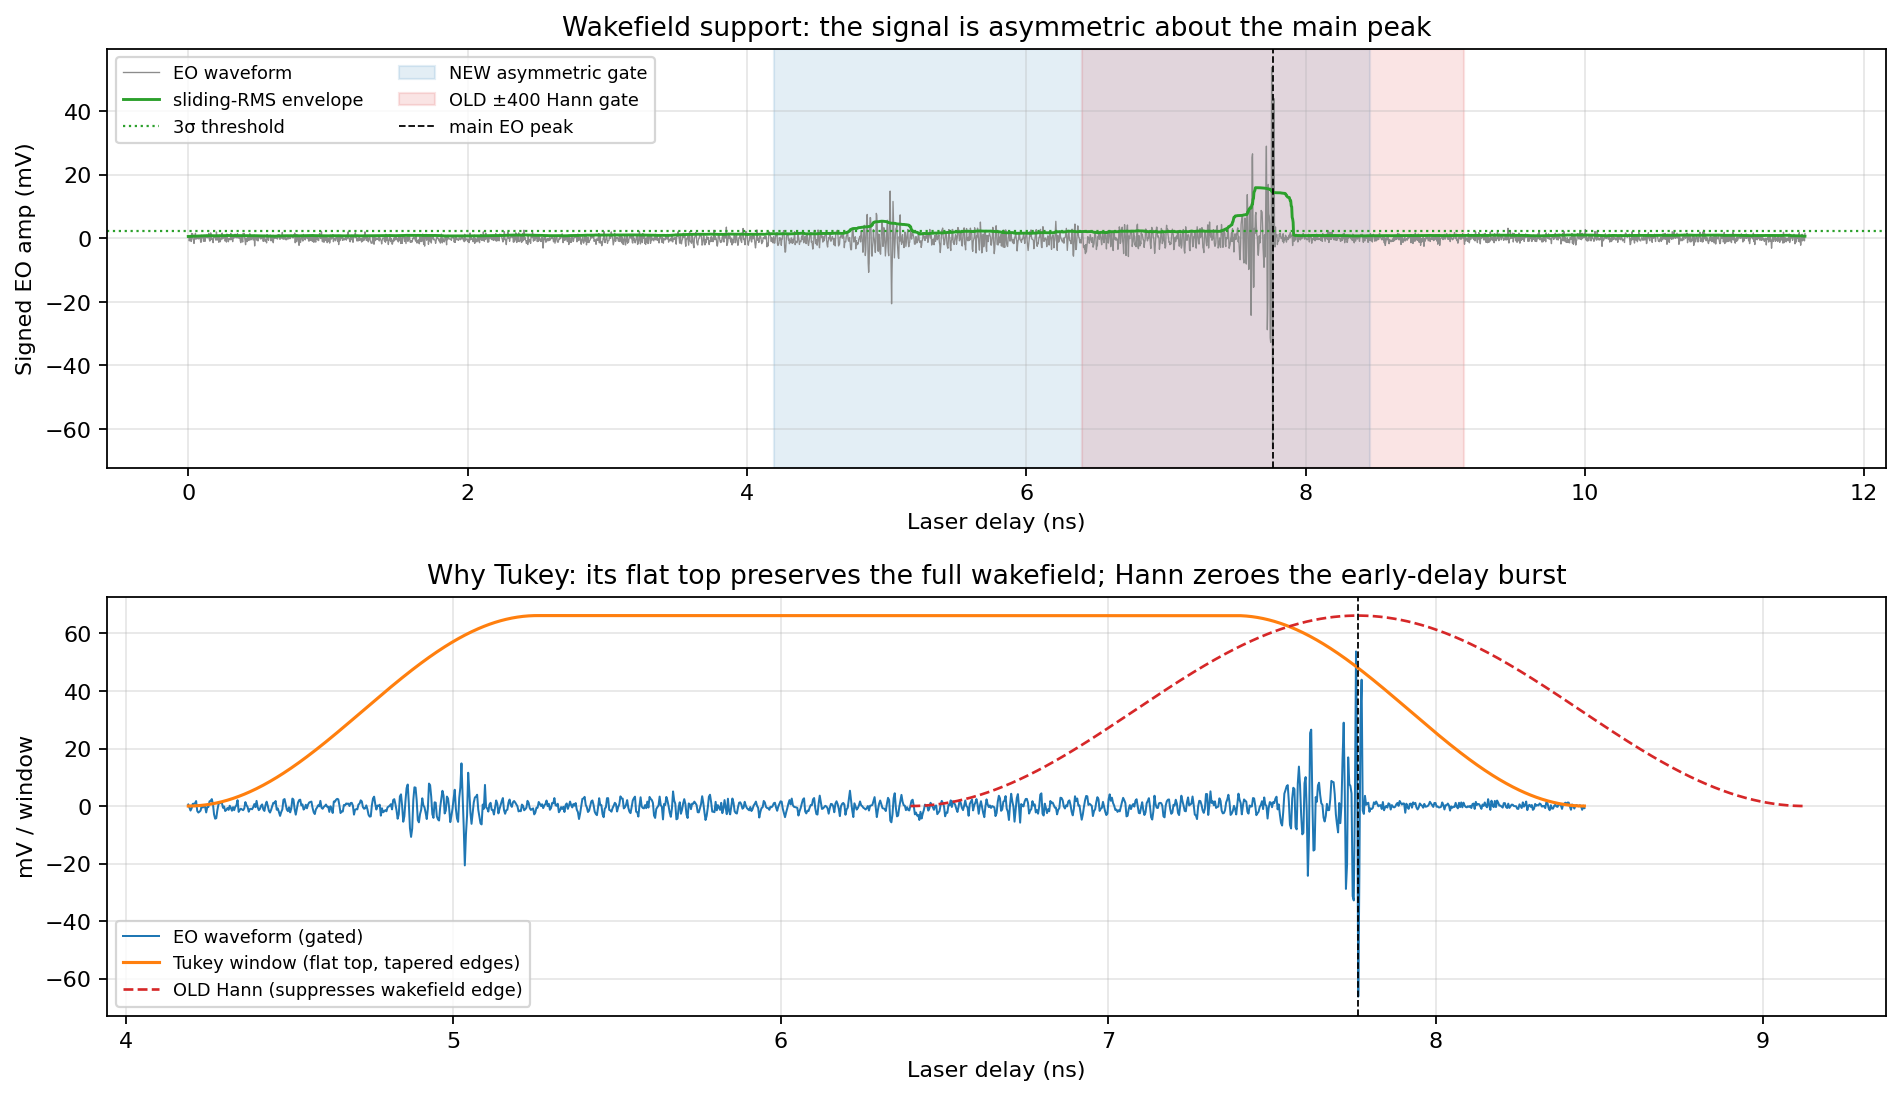 Wakefield support: the signal is asymmetric about the main peak
EO waveform
sliding-RMS envelope
3σ threshold
NEW asymmetric gate
OLD ±400 Hann gate
main EO peak
Signed EO amp (mV)
40
20
0
−20
−40
−60
0 2 4 6 8 10 12
Laser delay (ns)
Why Tukey: its flat top preserves the full wakefield; Hann zeroes the early-delay burst
mV / window
60
40
20
0
−20
−40
−60
EO waveform (gated)
Tukey window (flat top, tapered edges)
OLD Hann (suppresses wakefield edge)
4 5 6 7 8 9
Laser delay (ns)